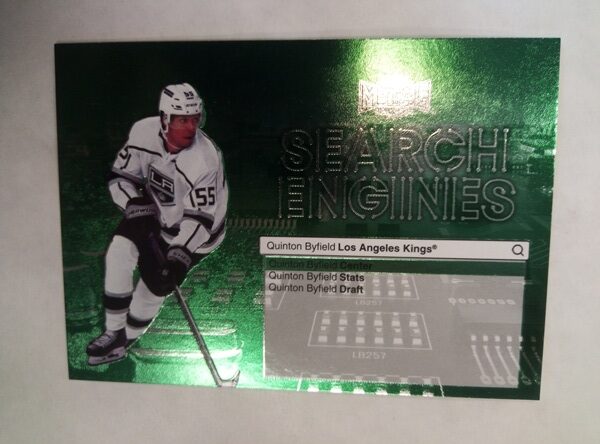 METAL
SEARCH
ENGINES
Quinton Byfield Los Angeles Kings®
Quinton Byfield Center
Quinton Byfield Stats
Quinton Byfield Draft
LB257
LB257
55
LA
55